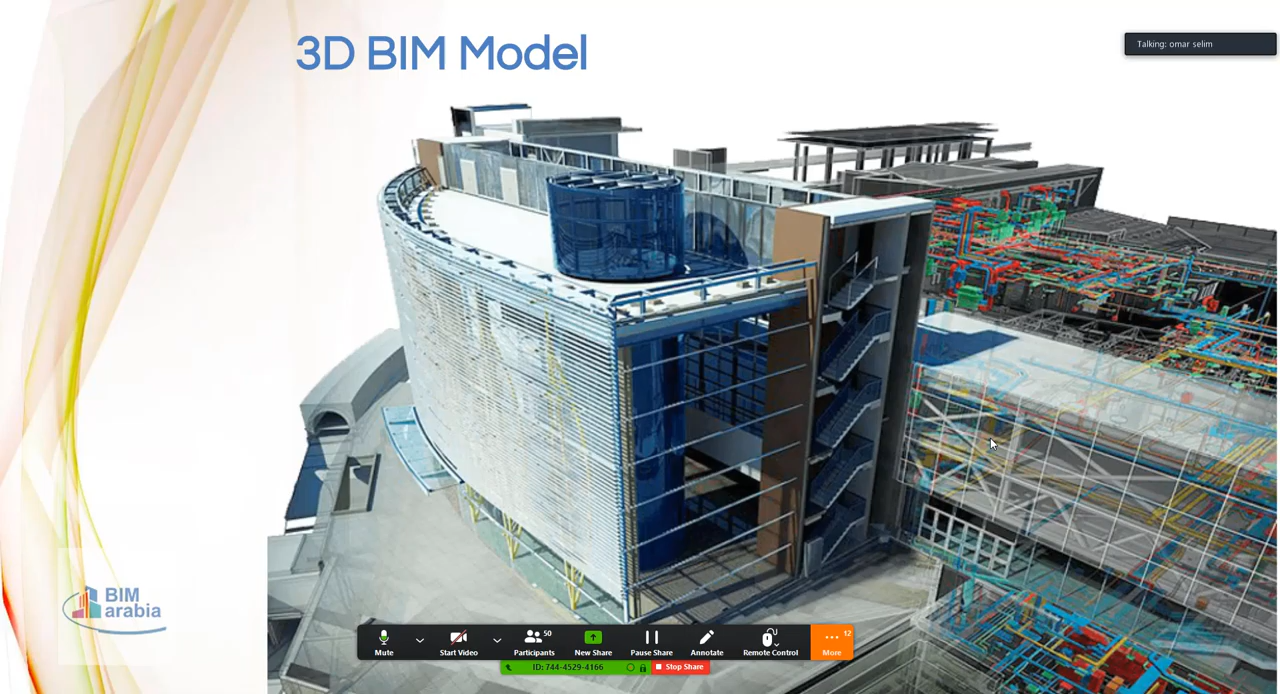 3D BIM Model
Talking: omar selim
BIM
arabia
Mute
Start Video
Participants
50
New Share
Pause Share
Annotate
Remote Control
More
12
ID: 744-4529-4166
Stop Share